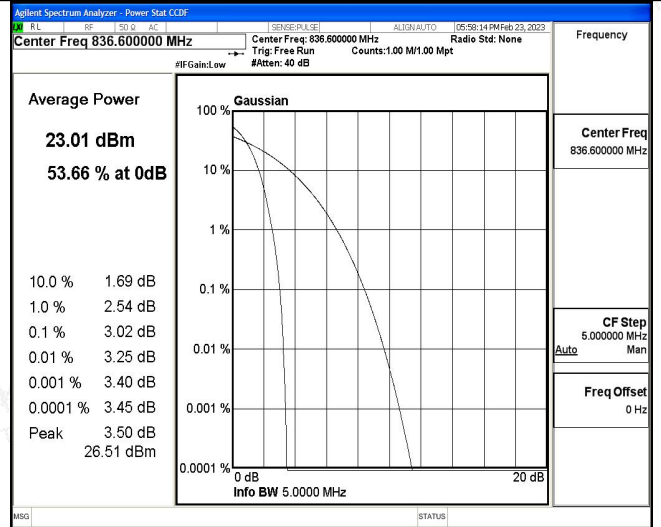 Agilent Spectrum Analyzer - Power Stat CCDF
LXI RL RF 50 Ω AC SENSE:PULSE ALIGN AUTO 05:58:14 PM Feb 23, 2023
Center Freq 836.600000 MHz
Center Freq: 836.600000 MHz Radio Std: None
Trig: Free Run Counts:1.00 M/1.00 Mpt
#IFGain:Low #Atten: 40 dB
Frequency
Average Power
23.01 dBm
53.66 % at 0dB
10.0 % 1.69 dB
1.0 % 2.54 dB
0.1 % 3.02 dB
0.01 % 3.25 dB
0.001 % 3.40 dB
0.0001 % 3.45 dB
Peak 3.50 dB
26.51 dBm
Gaussian
100 %
10 %
1 %
0.1 %
0.01 %
0.001 %
0.0001 %
0 dB 20 dB
Info BW 5.0000 MHz
Center Freq
836.600000 MHz
CF Step
5.000000 MHz
Auto Man
Freq Offset
0 Hz
MSG STATUS